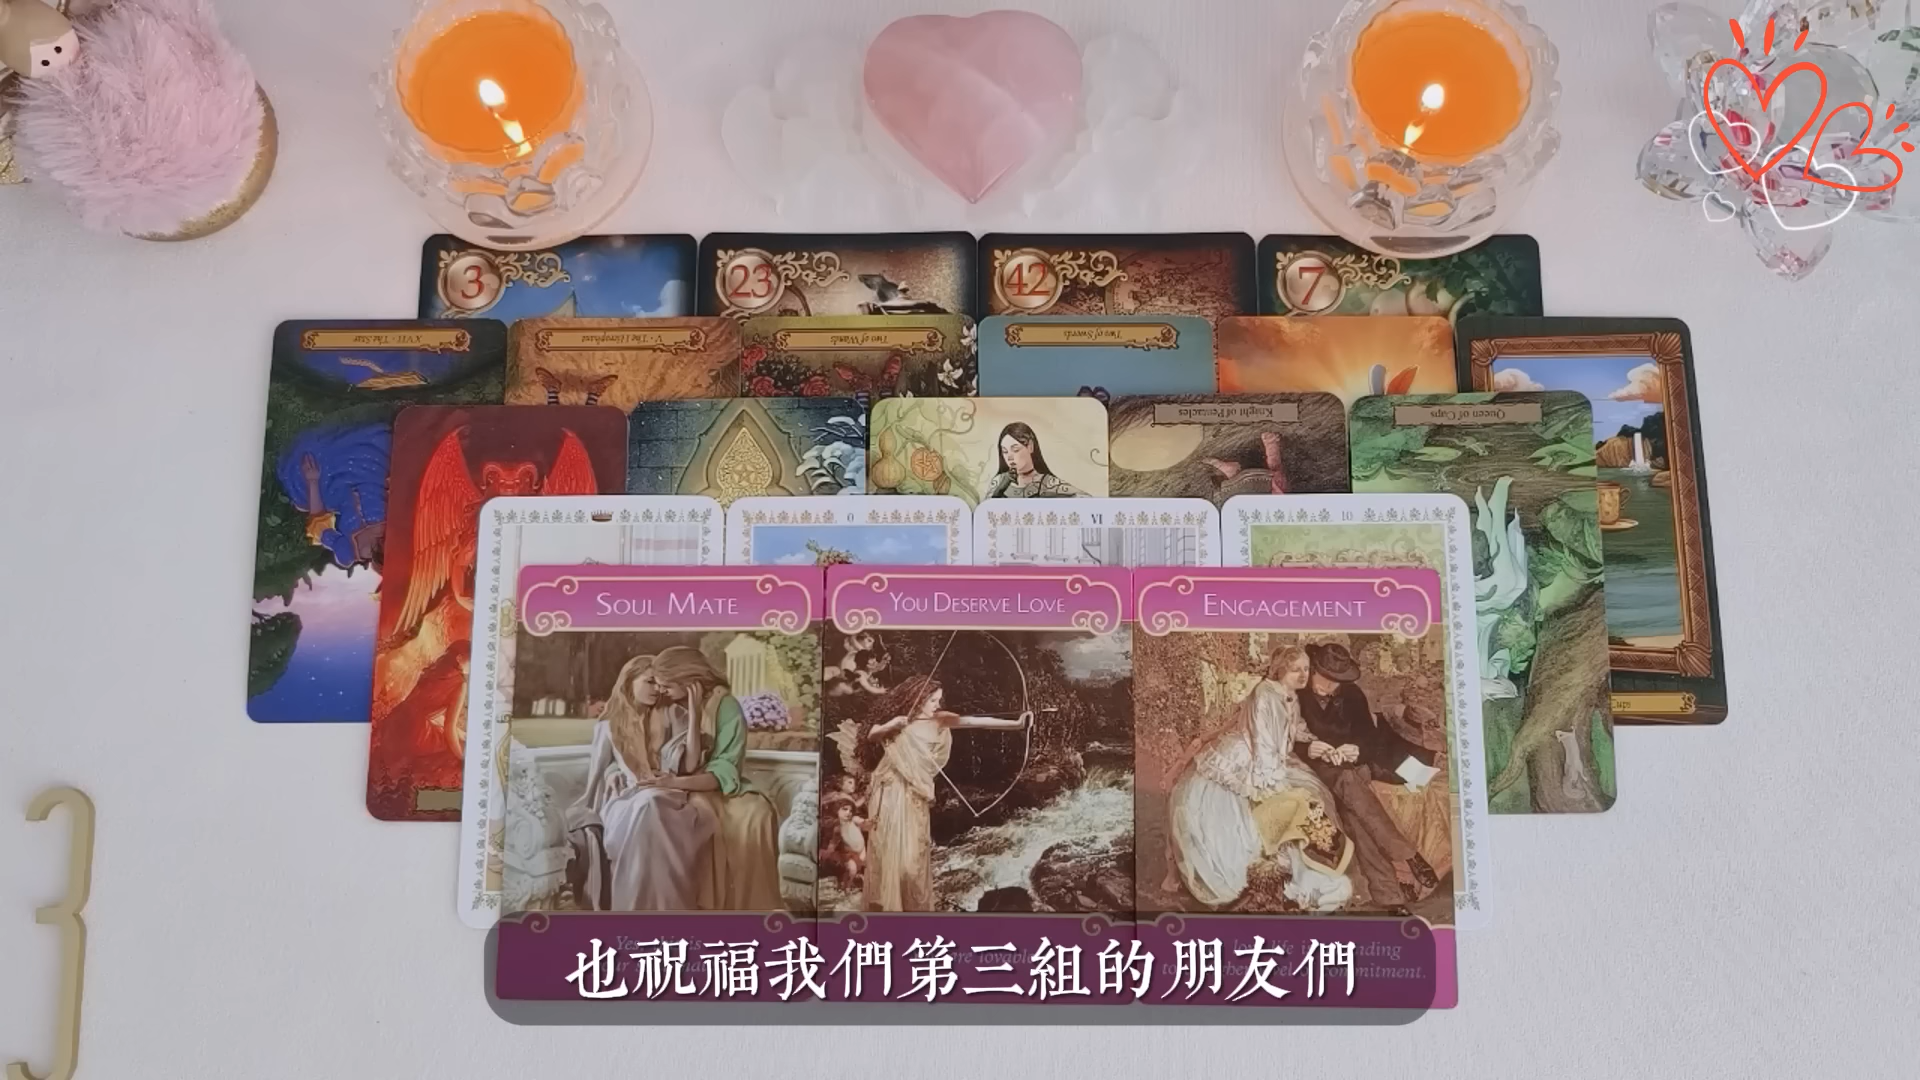 3
23
42
7
XVII · The Star
V · The Hierophant
Two of Wands
Two of Swords
Knight of Pentacles
Queen of Cups
0
VI
10
SOUL MATE
YOU DESERVE LOVE
ENGAGEMENT
也祝福我們第三組的朋友們
commitment.
3